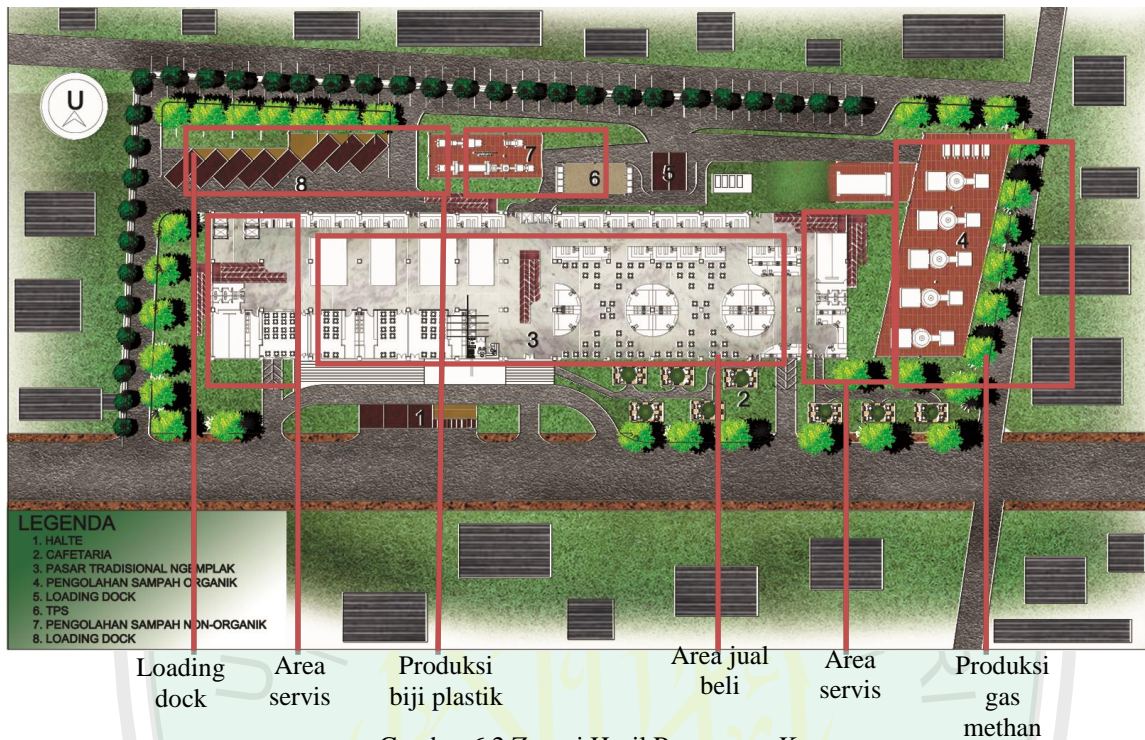 U
7
6
5
8
4
3
2
1
LEGENDA
1. HALTE
2. CAFETARIA
3. PASAR TRADISIONAL NGEMPLAK
4. PENGOLAHAN SAMPAH ORGANIK
5. LOADING DOCK
6. TPS
7. PENGOLAHAN SAMPAH NON-ORGANIK
8. LOADING DOCK
Loading dock
Area servis
Produksi biji plastik
Area jual beli
Area servis
Produksi gas methan